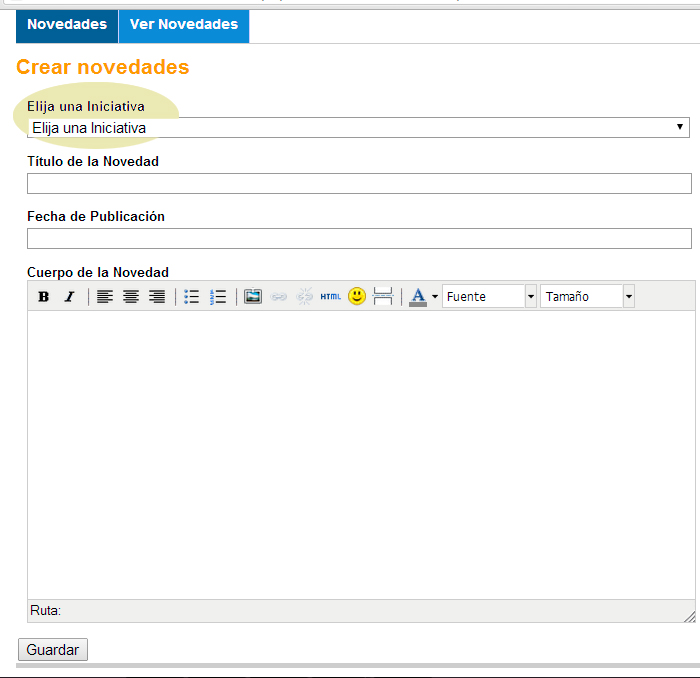 Novedades Ver Novedades
Crear novedades
Elija una Iniciativa
Elija una Iniciativa
Título de la Novedad
Fecha de Publicación
Cuerpo de la Novedad
B I HTML A Fuente Tamaño
Ruta:
Guardar